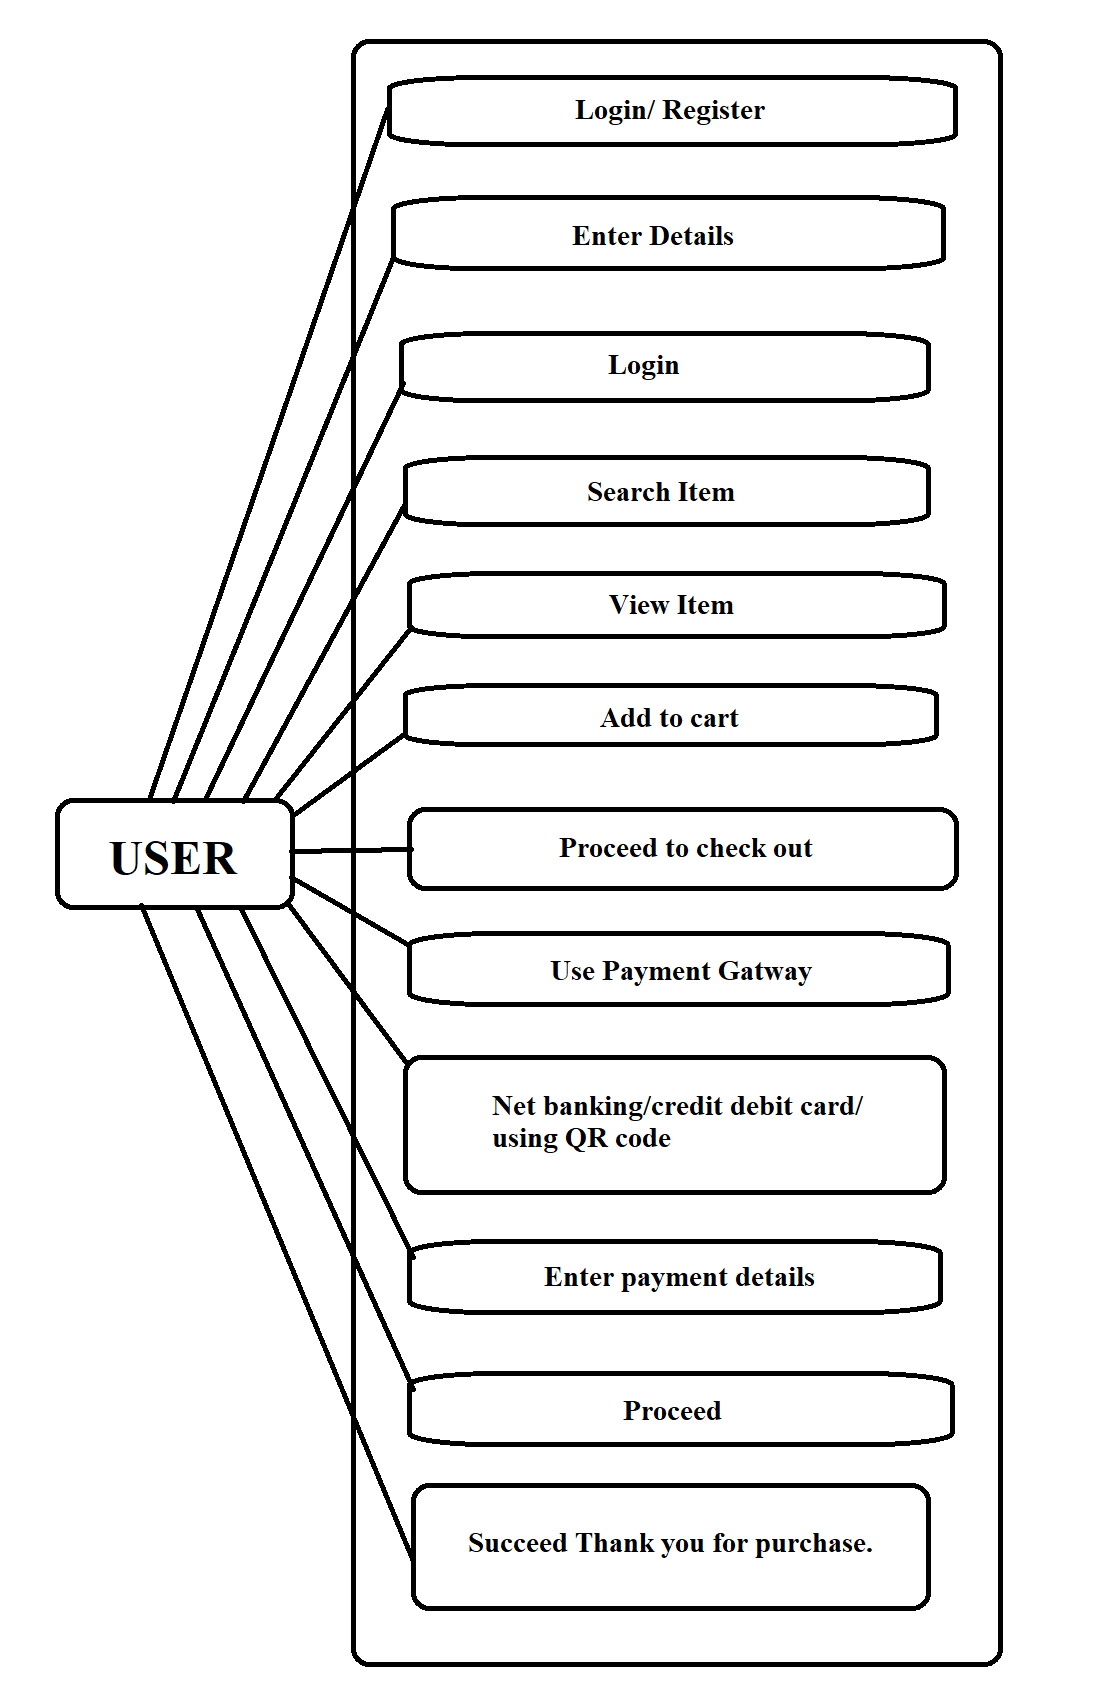 Login/ Register
Enter Details
Login
Search Item
View Item
Add to cart
USER
Proceed to check out
Use Payment Gatway
Net banking/credit debit card/
using QR code
Enter payment details
Proceed
Succeed Thank you for purchase.